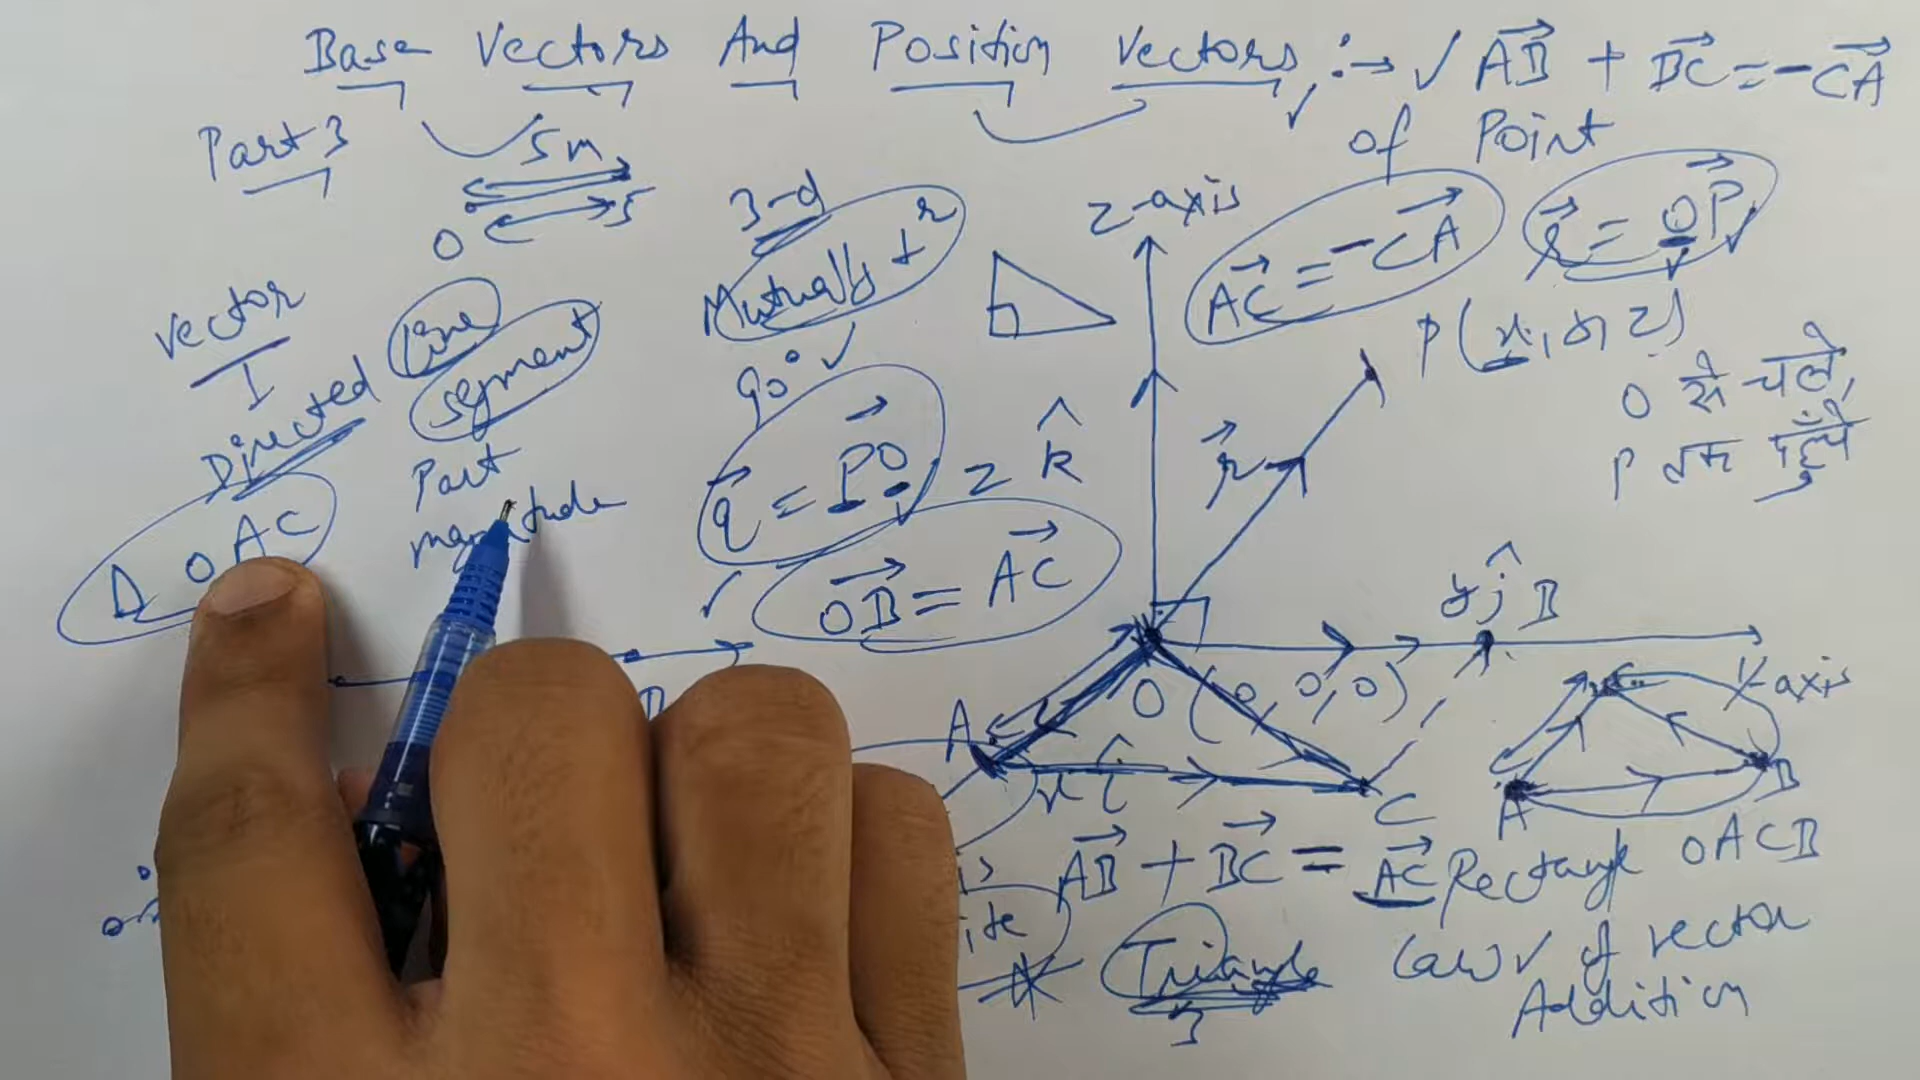 Base Vectors And Position Vectors :→ ✓ AB + BC = - CA
of Point
Part 3
5m
0 5
3-d
Mutually ⊥ r
90° ✓
z-axis
AC = - CA
r = OP
P(x, y, z)
O से चले,
P तक पहुँचे
Vector
Directed
Line
Segment
Part
magnitude
Δ OAC
q = PO
z k
OB = AC
r
y j B
Y-axis
O (0, 0, 0)
A
x i
C
A
B
AB + BC = AC
Rectangle OACB
Triangle Law of vector
Addition